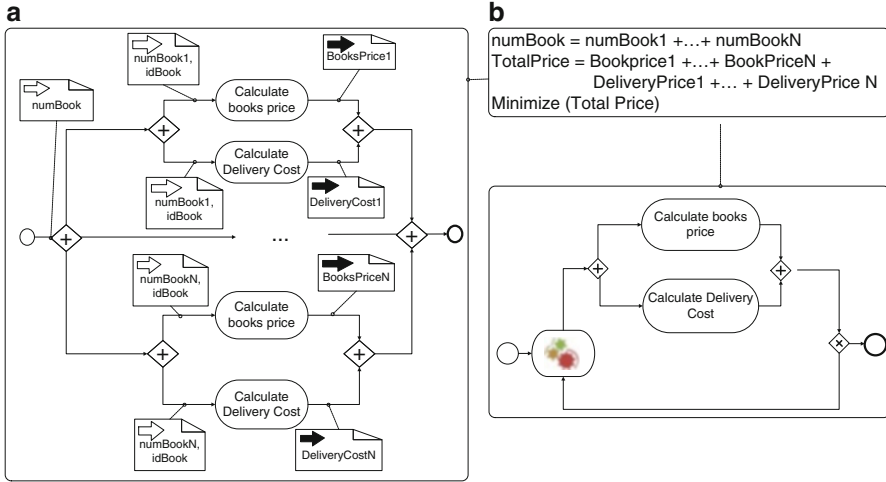 a
numBook
numBook1,
idBook
Calculate
books price
BooksPrice1
numBook1,
idBook
Calculate
Delivery Cost
DeliveryCost1
...
numBookN,
idBook
Calculate
books price
BooksPriceN
numBookN,
idBook
Calculate
Delivery Cost
DeliveryCostN
b
numBook = numBook1 +...+ numBookN
TotalPrice = Bookprice1 +...+ BookPriceN +
DeliveryPrice1 +... + DeliveryPrice N
Minimize (Total Price)
Calculate books
price
Calculate Delivery
Cost